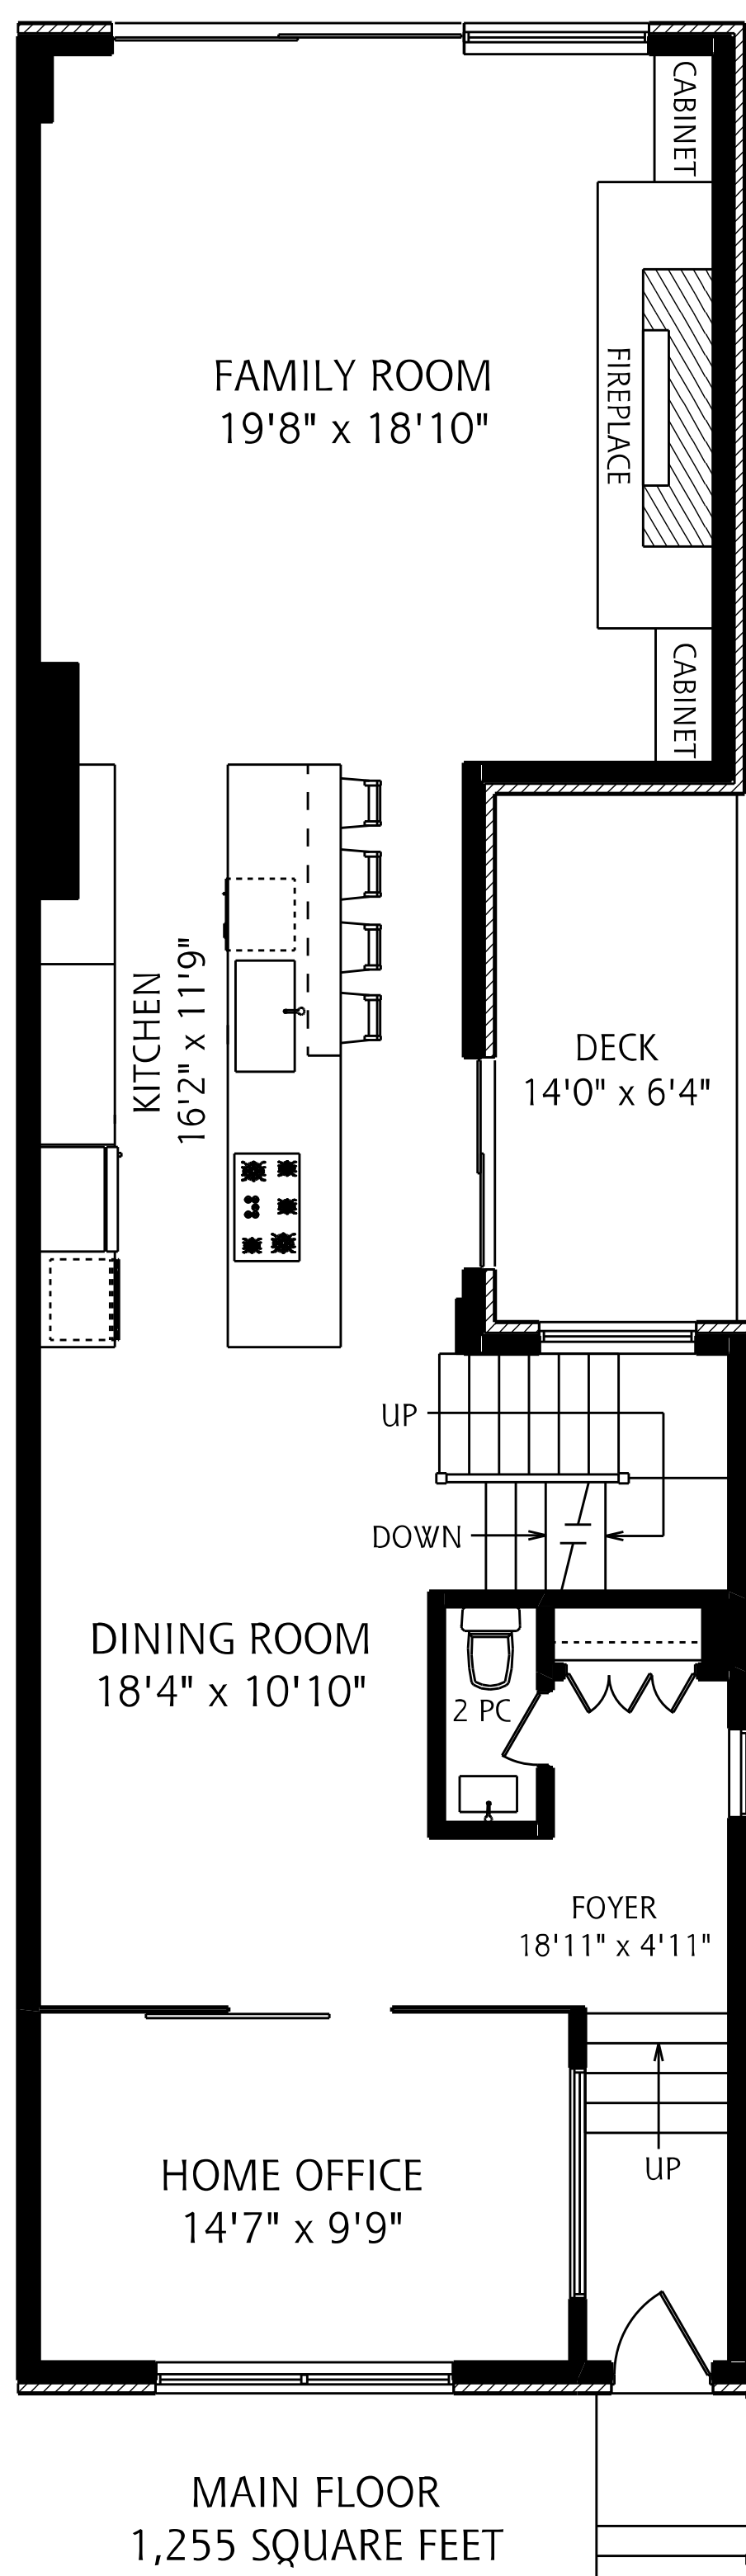 CABINET
FAMILY ROOM
19'8" x 18'10"
FIREPLACE
CABINET
KITCHEN
16'2" x 11'9"
DECK
14'0" x 6'4"
UP
DOWN
DINING ROOM
18'4" x 10'10"
2 PC
FOYER
18'11" x 4'11"
HOME OFFICE
14'7" x 9'9"
UP
MAIN FLOOR
1,255 SQUARE FEET